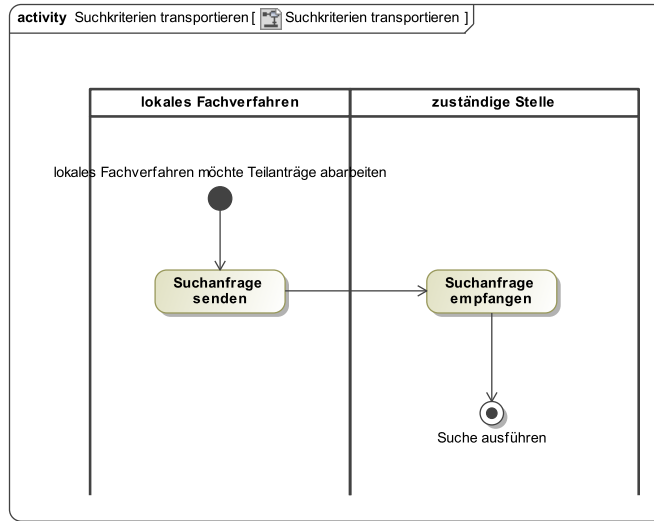 activity Suchkriterien transportieren [ Suchkriterien transportieren ]
lokales Fachverfahren
zuständige Stelle
lokales Fachverfahren möchte Teilanträge abarbeiten
Suchanfrage
senden
Suchanfrage
empfangen
Suche ausführen